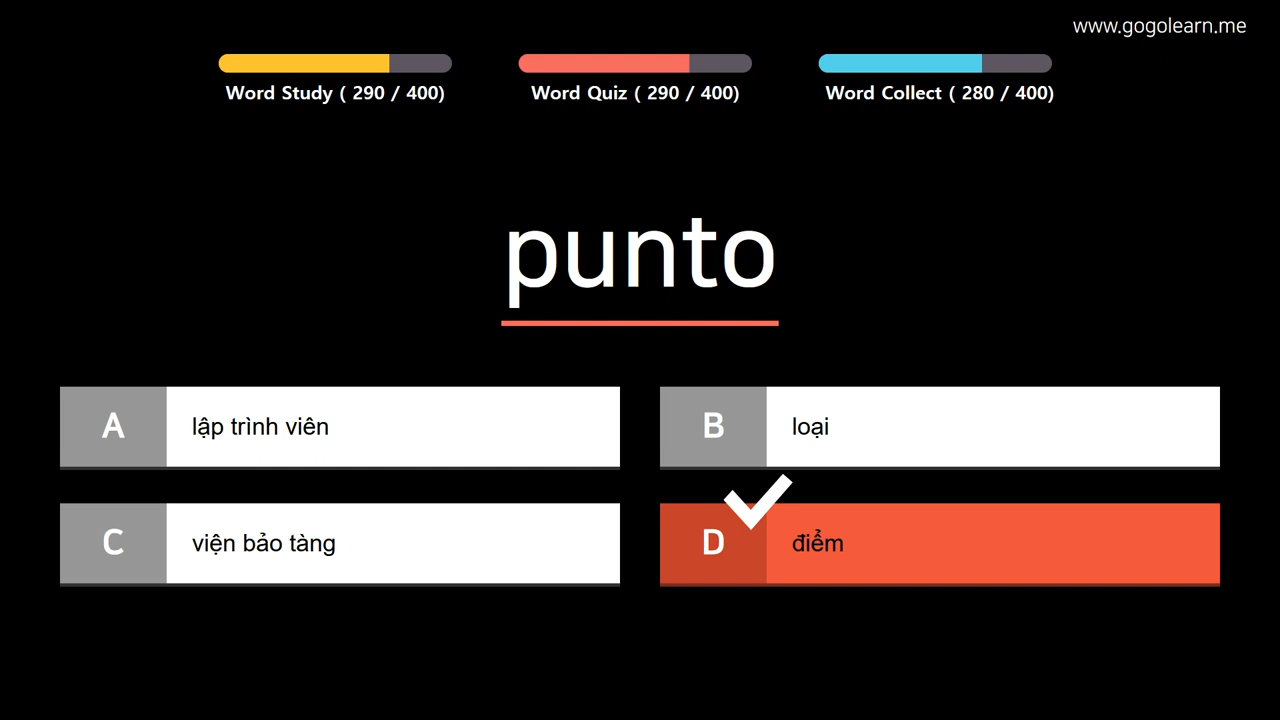 www.gogolearn.me
Word Study ( 290 / 400)
Word Quiz ( 290 / 400)
Word Collect ( 280 / 400)
punto
A lập trình viên
B loại
C viện bảo tàng
D điểm